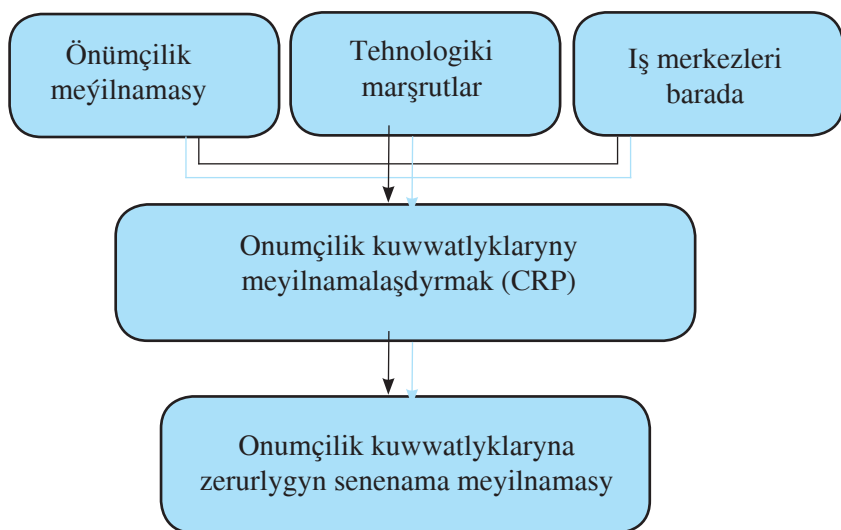 Önümçilik
meýilnamasy
Tehnologiki
marşrutlar
Iş merkezleri
barada
Onumçilik kuwwatlyklaryny
meyilnamalaşdyrmak (CRP)
Onumçilik kuwwatlyklaryna
zerurlygyn senenama meyilnamasy